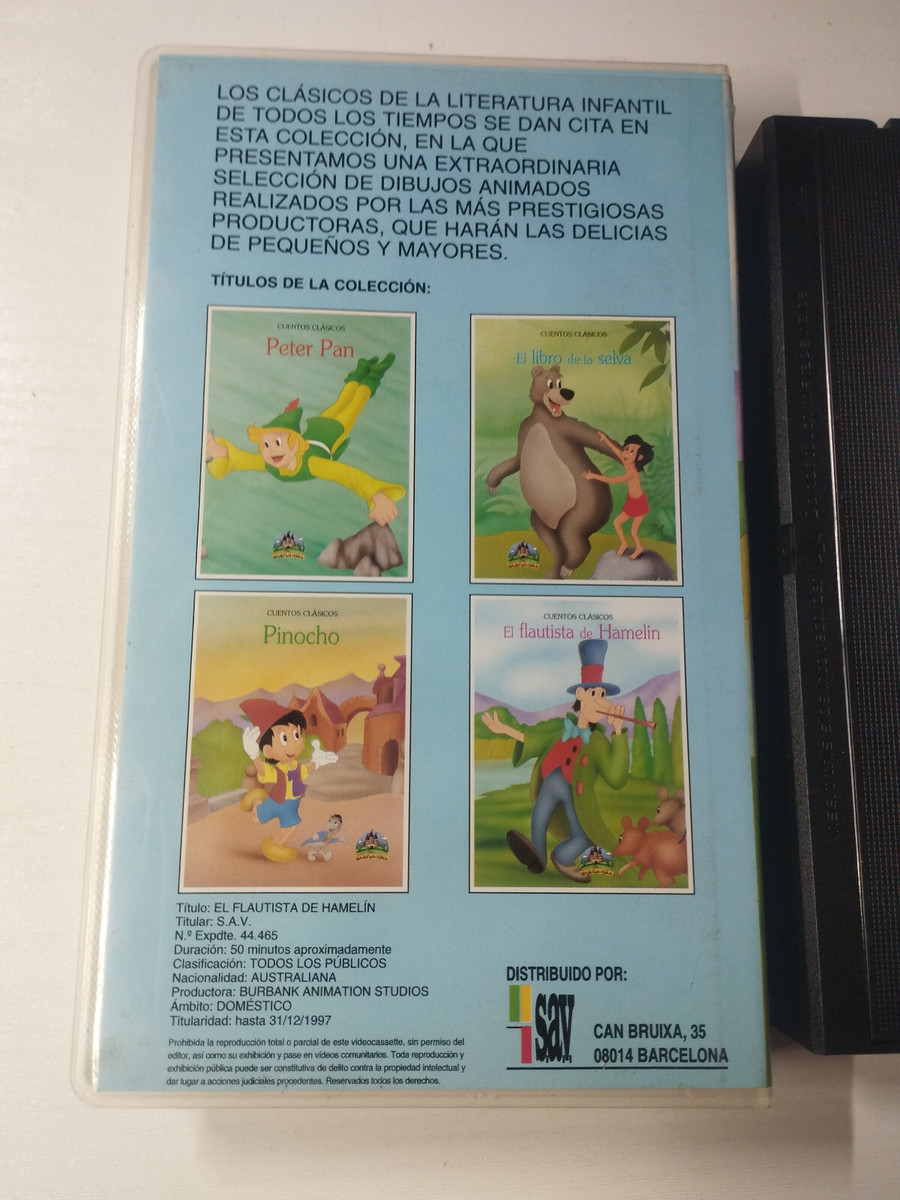 LOS CLÁSICOS DE LA LITERATURA INFANTIL
DE TODOS LOS TIEMPOS SE DAN CITA EN
ESTA COLECCIÓN, EN LA QUE
PRESENTAMOS UNA EXTRAORDINARIA
SELECCIÓN DE DIBUJOS ANIMADOS
REALIZADOS POR LAS MÁS PRESTIGIOSAS
PRODUCTORAS, QUE HARÁN LAS DELICIAS
DE PEQUEÑOS Y MAYORES.
TÍTULOS DE LA COLECCIÓN:
CUENTOS CLÁSICOS
Peter Pan
CUENTOS CLÁSICOS
El libro de la selva
CUENTOS CLÁSICOS
Pinocho
CUENTOS CLÁSICOS
El flautista de Hamelín
Título: EL FLAUTISTA DE HAMELÍN
Titular: S.A.V.
N.º Expdte. 44.465
Duración: 50 minutos aproximadamente
Clasificación: TODOS LOS PÚBLICOS
Nacionalidad: AUSTRALIANA
Productora: BURBANK ANIMATION STUDIOS
Ámbito: DOMÉSTICO
Titularidad: hasta 31/12/1997
Prohibida la reproducción total o parcial de este videocassette, sin permiso del
editor, así como su exhibición y pase en vídeos comunitarios. Toda reproducción y
exhibición pública puede ser constitutiva de delito contra la propiedad intelectual y
dar lugar a acciones judiciales procedentes. Reservados todos los derechos.
DISTRIBUIDO POR:
s.a.v.
CAN BRUIXA, 35
08014 BARCELONA